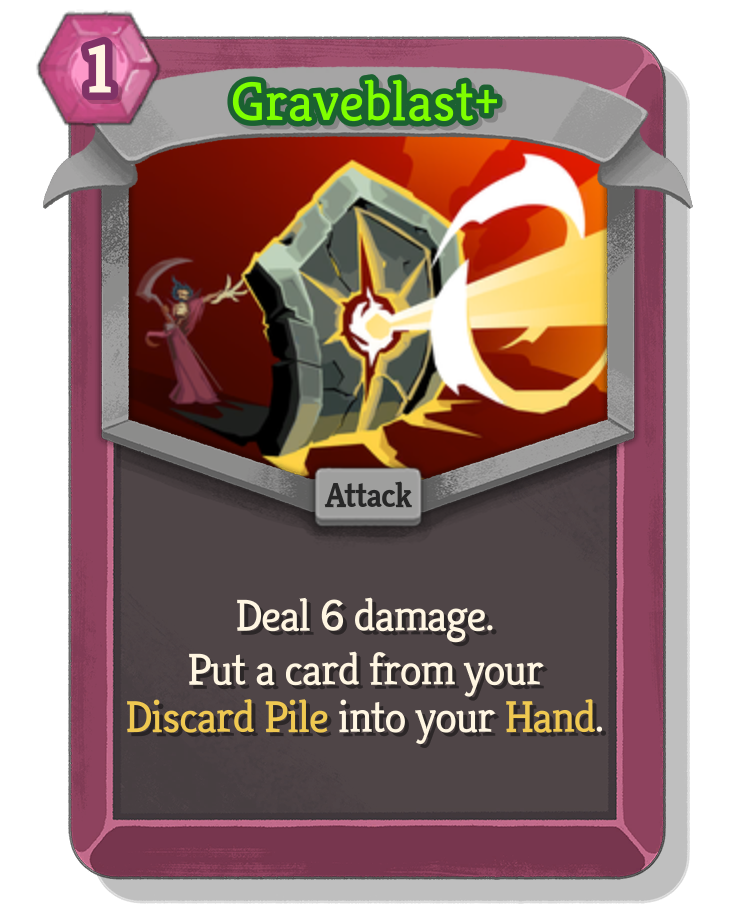 1
Graveblast+
Attack
Deal 6 damage.
Put a card from your
Discard Pile into your Hand.